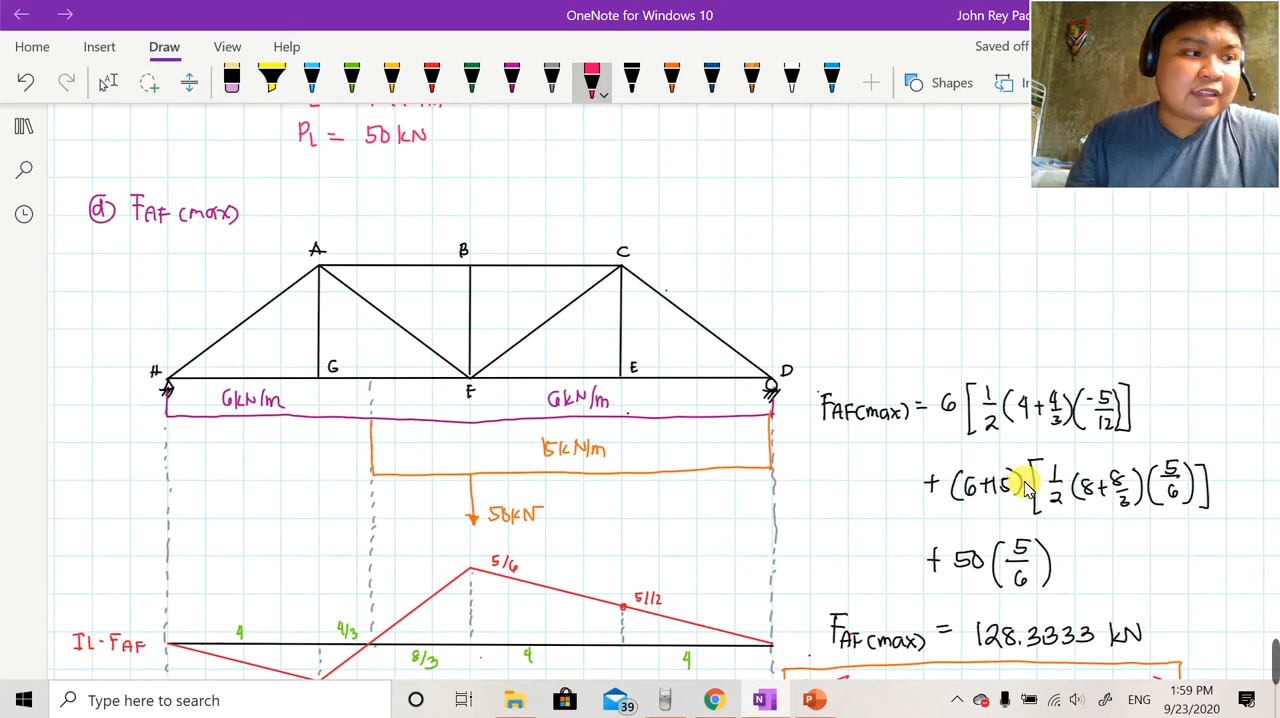 OneNote for Windows 10
John Rey Pac
Home Insert Draw View Help
Saved off
Shapes
PL = 50 kN
a FAF (max)
A B C
H G F E D
6kN/m 6kN/m
15kN/m
50kN
FAF(max) = 6 [1/2 (4 + 4/3)(-5/12)]
+ (6+15) [1/2 (8 + 8/3)(5/6)]
+ 50 (5/6)
FAF(max) = 128.3333 kN
5/6
5/12
IL - FAF
4 4/3 8/3 4 4
Type here to search
39
ENG
1:59 PM
9/23/2020